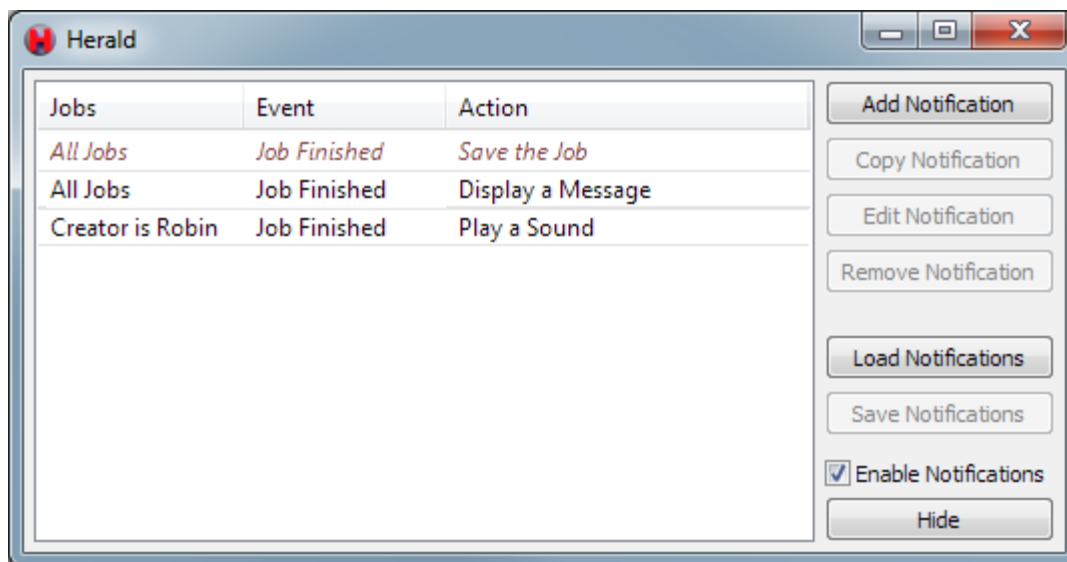 Herald
Jobs Event Action
All Jobs Job Finished Save the Job
All Jobs Job Finished Display a Message
Creator is Robin Job Finished Play a Sound
Add Notification
Copy Notification
Edit Notification
Remove Notification
Load Notifications
Save Notifications
Enable Notifications
Hide